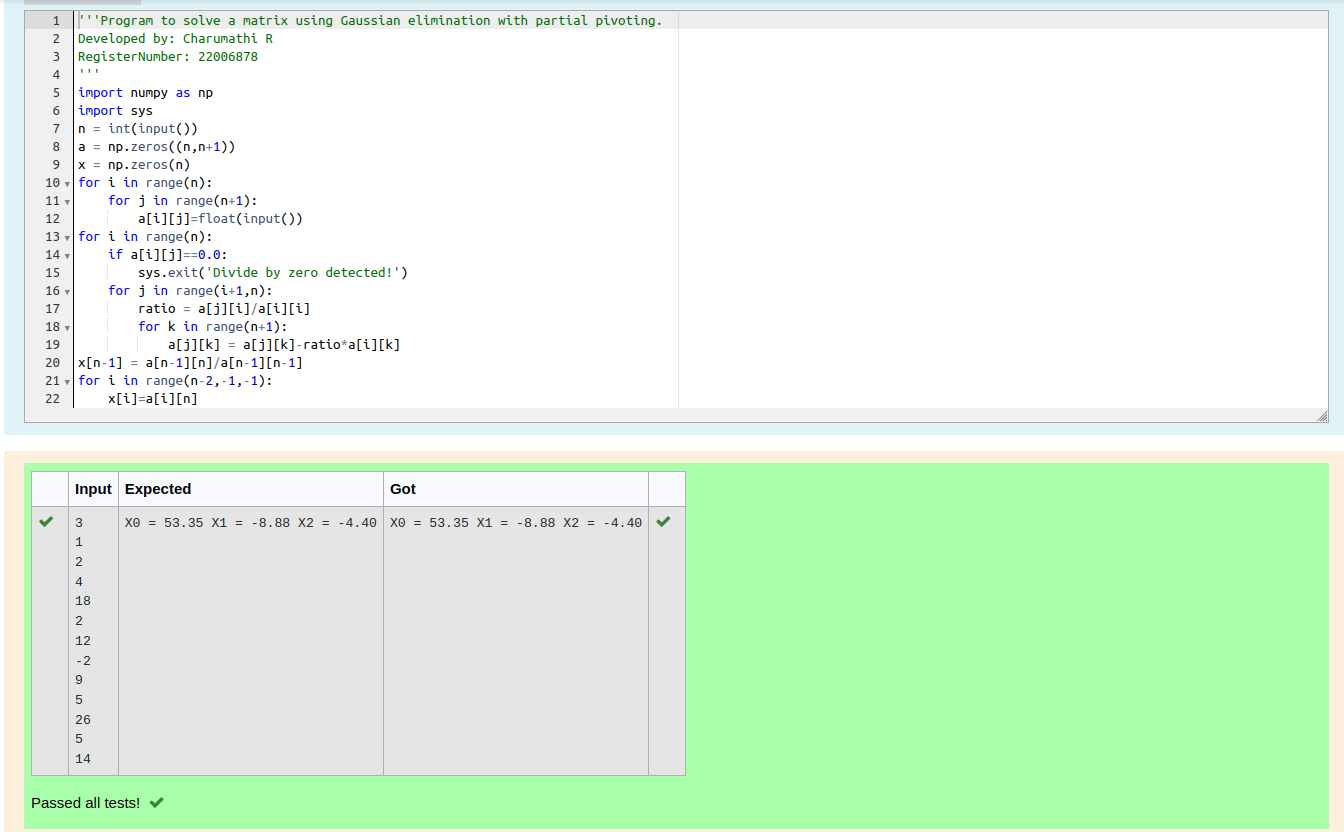 1 '''Program to solve a matrix using Gaussian elimination with partial pivoting.
2 Developed by: Charumathi R
3 RegisterNumber: 22006878
4 '''
5 import numpy as np
6 import sys
7 n = int(input())
8 a = np.zeros((n,n+1))
9 x = np.zeros(n)
10 for i in range(n):
11     for j in range(n+1):
12         a[i][j]=float(input())
13 for i in range(n):
14     if a[i][j]==0.0:
15         sys.exit('Divide by zero detected!')
16     for j in range(i+1,n):
17         ratio = a[j][i]/a[i][i]
18         for k in range(n+1):
19             a[j][k] = a[j][k]-ratio*a[i][k]
20 x[n-1] = a[n-1][n]/a[n-1][n-1]
21 for i in range(n-2,-1,-1):
22     x[i]=a[i][n]
Input Expected Got
3 X0 = 53.35 X1 = -8.88 X2 = -4.40 X0 = 53.35 X1 = -8.88 X2 = -4.40
1
2
4
18
2
12
-2
9
5
26
5
14
Passed all tests!